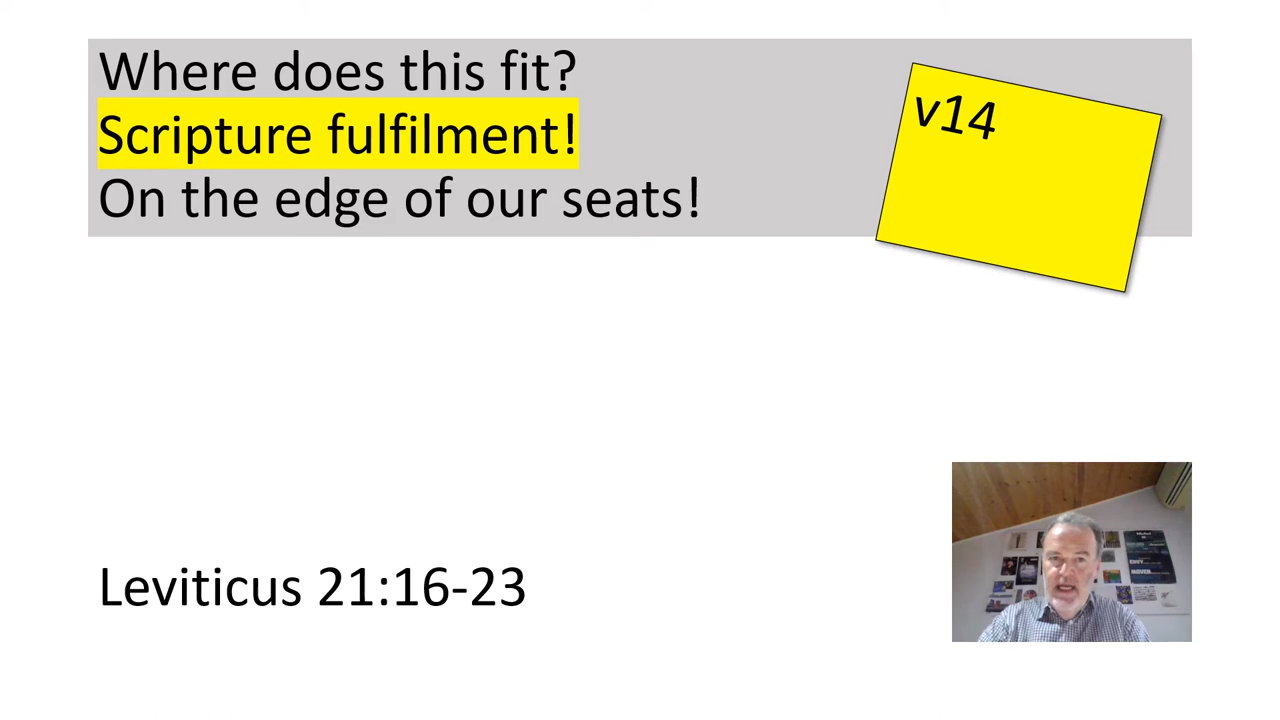 Where does this fit?
Scripture fulfilment!
On the edge of our seats!
v14
Leviticus 21:16-23